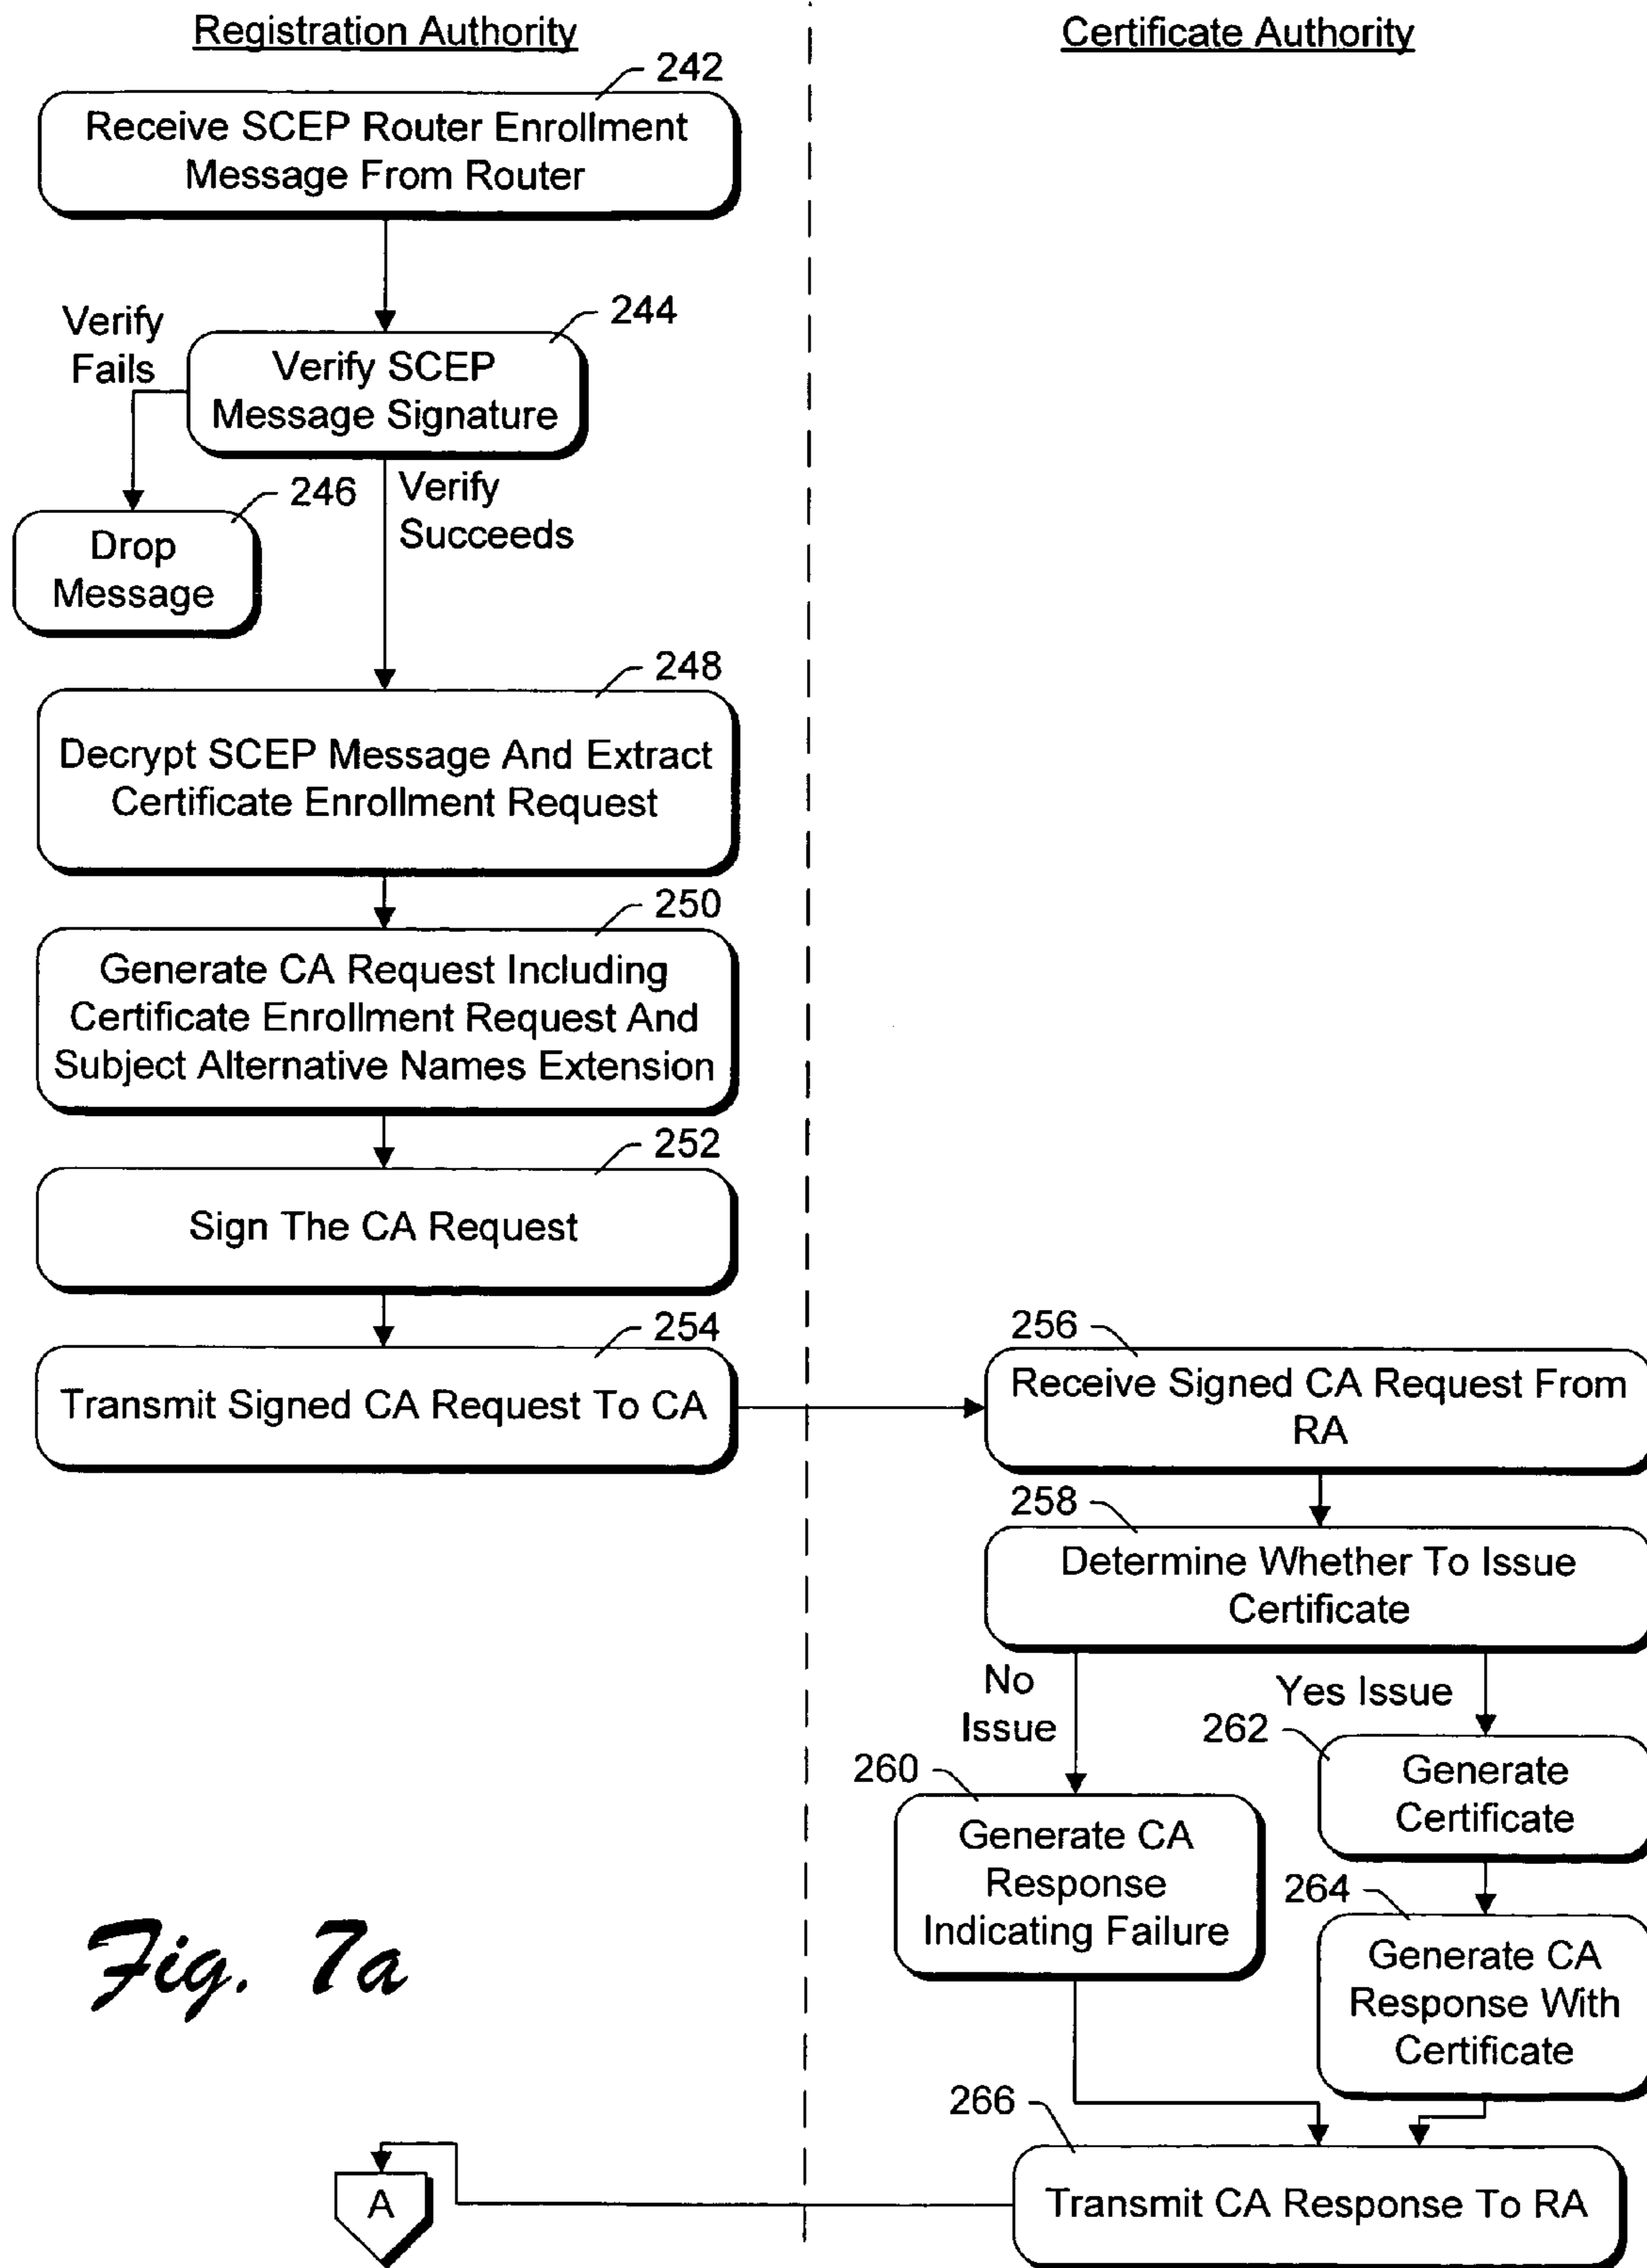 Registration Authority
Certificate Authority
242
Receive SCEP Router Enrollment
Message From Router
244
Verify
Fails
Verify SCEP
Message Signature
246
Verify
Succeeds
Drop
Message
248
Decrypt SCEP Message And Extract
Certificate Enrollment Request
250
Generate CA Request Including
Certificate Enrollment Request And
Subject Alternative Names Extension
252
Sign The CA Request
254
Transmit Signed CA Request To CA
256
Receive Signed CA Request From
RA
258
Determine Whether To Issue
Certificate
No
Issue
Yes Issue
262
Generate
Certificate
260
Generate CA
Response
Indicating Failure
264
Generate CA
Response With
Certificate
266
Transmit CA Response To RA
A
Fig. 7a